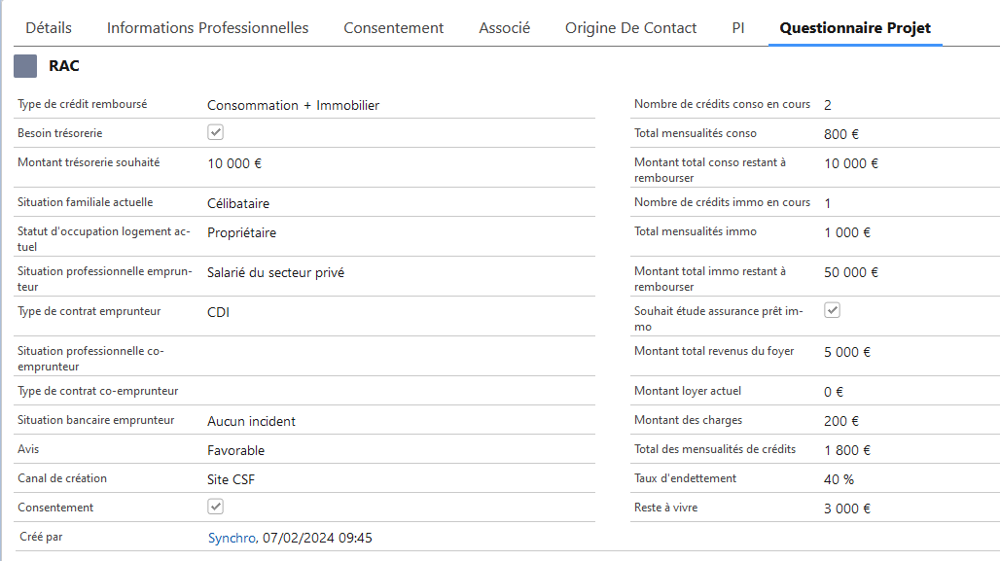 Détails Informations Professionnelles Consentement Associé Origine De Contact PI Questionnaire Projet
RAC
Type de crédit remboursé Consommation + Immobilier
Besoin trésorerie
Montant trésorerie souhaité 10 000 €
Situation familiale actuelle Célibataire
Statut d'occupation logement ac-
tuel Propriétaire
Situation professionnelle emprun-
teur Salarié du secteur privé
Type de contrat emprunteur CDI
Situation professionnelle co-
emprunteur
Type de contrat co-emprunteur
Situation bancaire emprunteur Aucun incident
Avis Favorable
Canal de création Site CSF
Consentement
Créé par Synchro, 07/02/2024 09:45
Nombre de crédits conso en cours 2
Total mensualités conso 800 €
Montant total conso restant à
rembourser 10 000 €
Nombre de crédits immo en cours 1
Total mensualités immo 1 000 €
Montant total immo restant à
rembourser 50 000 €
Souhait étude assurance prêt im-
mo
Montant total revenus du foyer 5 000 €
Montant loyer actuel 0 €
Montant des charges 200 €
Total des mensualités de crédits 1 800 €
Taux d'endettement 40 %
Reste à vivre 3 000 €